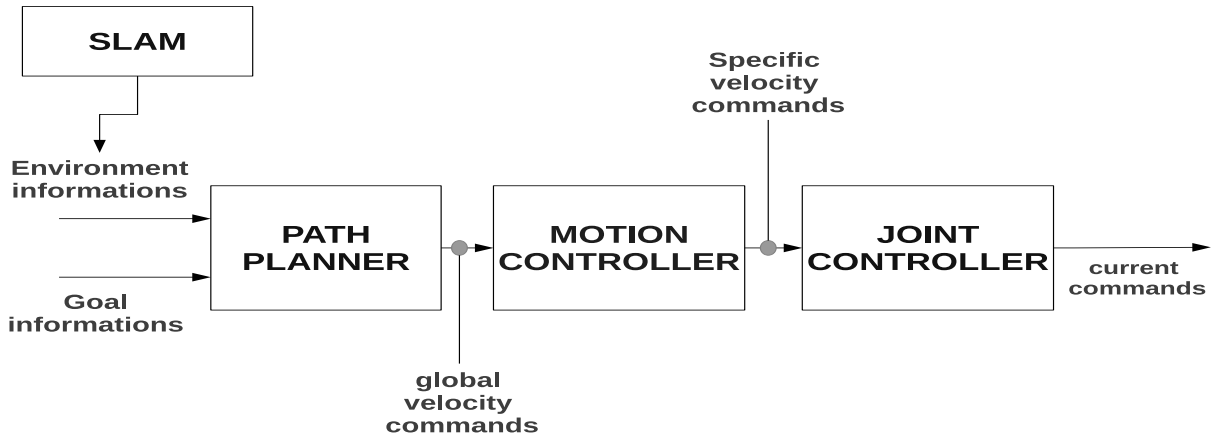 SLAM
Specific
velocity
commands
Environment
informations
PATH
PLANNER
MOTION
CONTROLLER
JOINT
CONTROLLER
current
commands
Goal
informations
global
velocity
commands